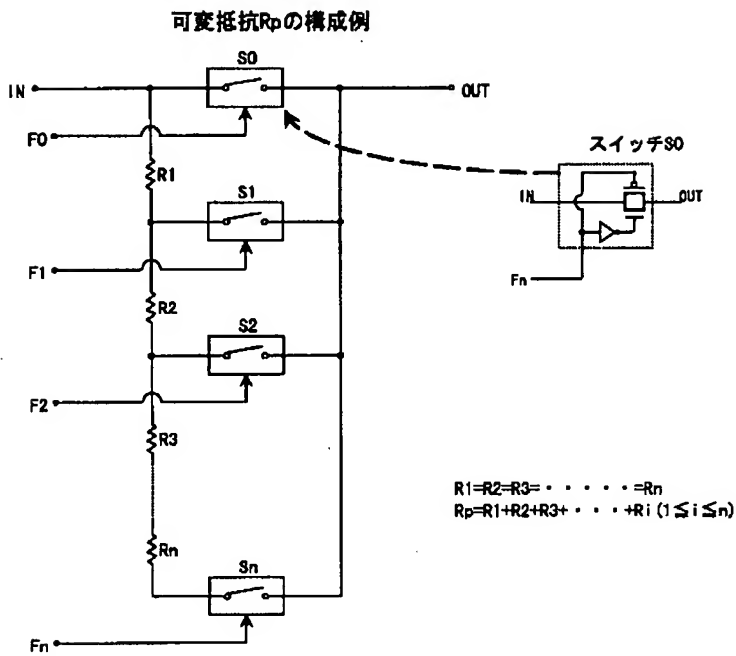 可変抵抗Rpの構成例
S0
IN
OUT
F0
スイッチS0
R1
IN
OUT
S1
F1
Fn
R2
S2
F2
R3
R1=R2=R3=・・・・・=Rn
Rp=R1+R2+R3+・・・・+Ri(1≦i≦n)
Rn
Sn
Fn